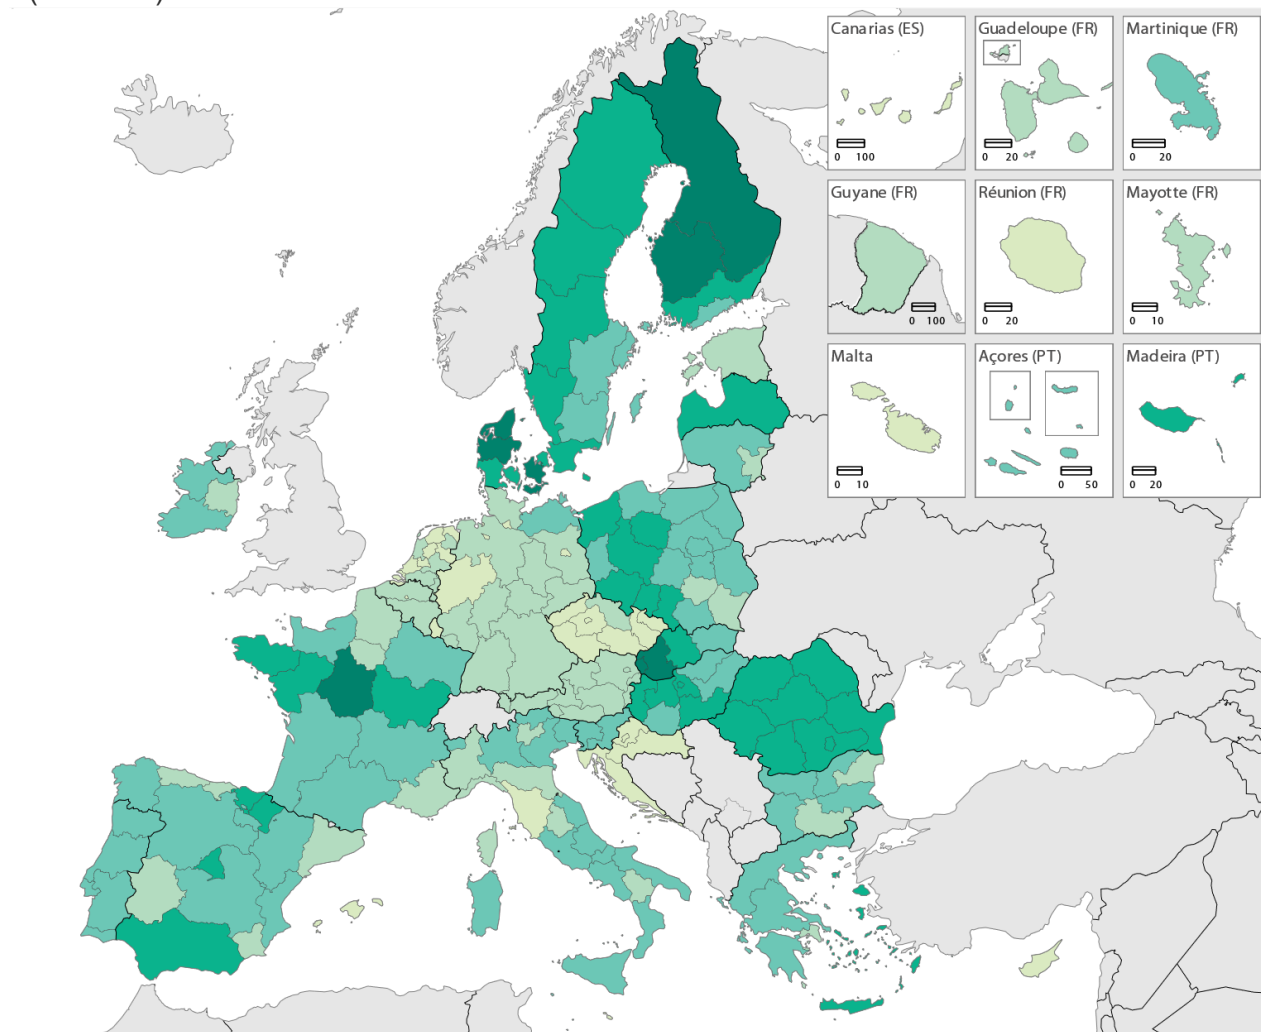 Canarias (ES)
0 100
Guadeloupe (FR)
0 20
Martinique (FR)
0 20
Guyane (FR)
0 100
Réunion (FR)
0 20
Mayotte (FR)
0 10
Malta
0 10
Açores (PT)
0 50
Madeira (PT)
0 20